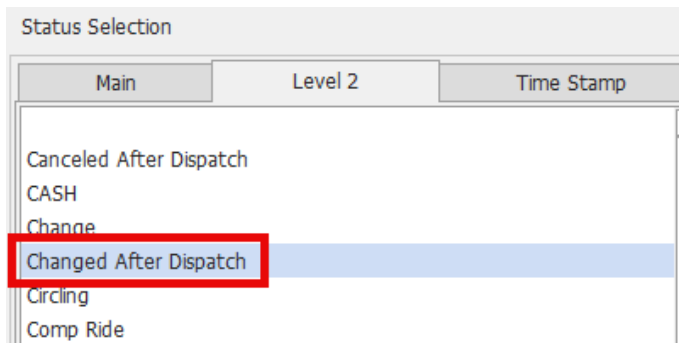 Status Selection
Main Level 2 Time Stamp
Canceled After Dispatch
CASH
Change
Changed After Dispatch
Circling
Comp Ride